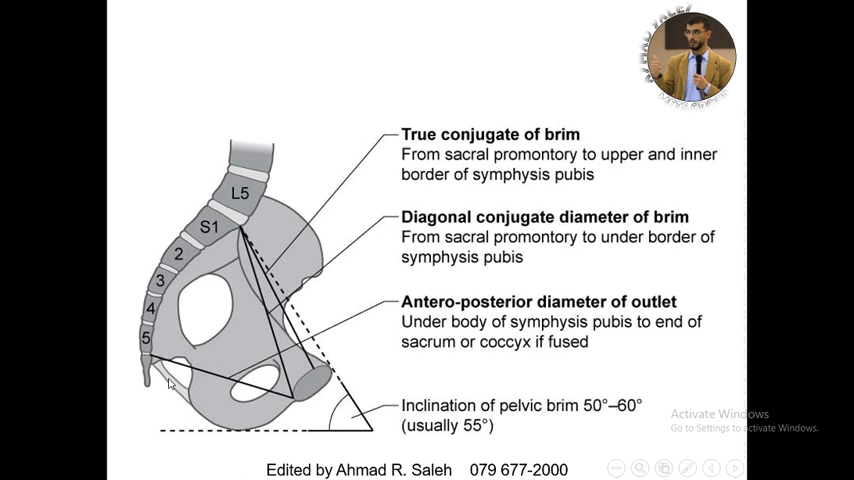 True conjugate of brim
From sacral promontory to upper and inner
border of symphysis pubis
L5
S1
2
3
4
5
Diagonal conjugate diameter of brim
From sacral promontory to under border of
symphysis pubis
Antero-posterior diameter of outlet
Under body of symphysis pubis to end of
sacrum or coccyx if fused
Inclination of pelvic brim 50°–60°
(usually 55°)
Activate Windows
Go to Settings to activate Windows.
Edited by Ahmad R. Saleh 079 677-2000